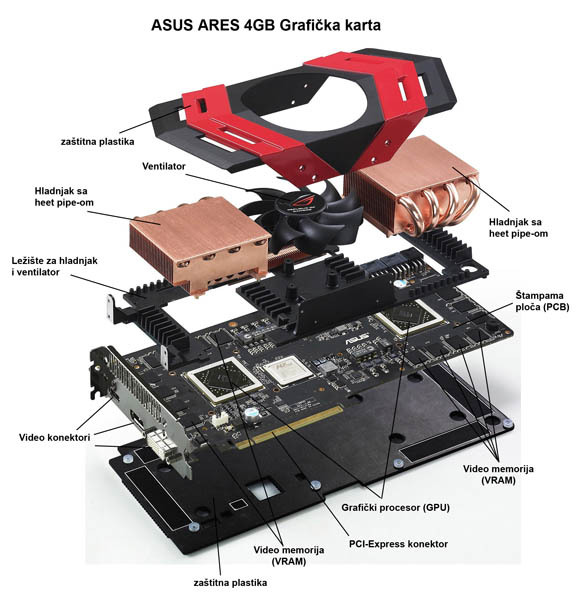 ASUS ARES 4GB Grafička karta
zaštitna plastika
Ventilator
Hladnjak sa
heet pipe-om
Hladnjak sa
heet pipe-om
Ležište za hladnjak
i ventilator
Štampama
ploča (PCB)
ASUS
Video konektori
Video memorija
(VRAM)
Grafički procesor (GPU)
Video memorija
(VRAM)
PCI-Express konektor
zaštitna plastika